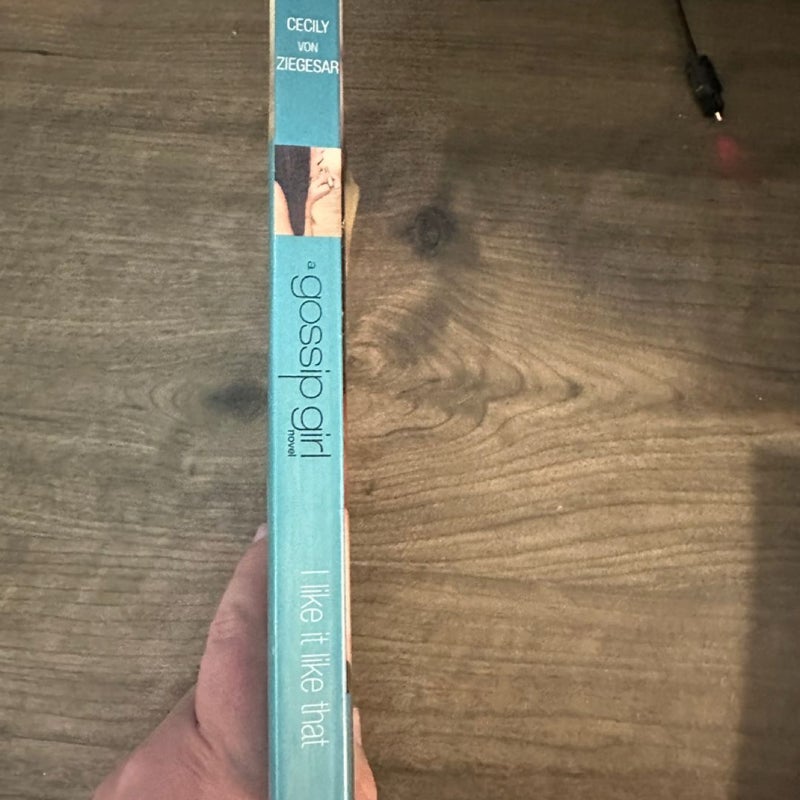 CECILY
VON
ZIEGESAR
a gossip girl
novel
I like it like that